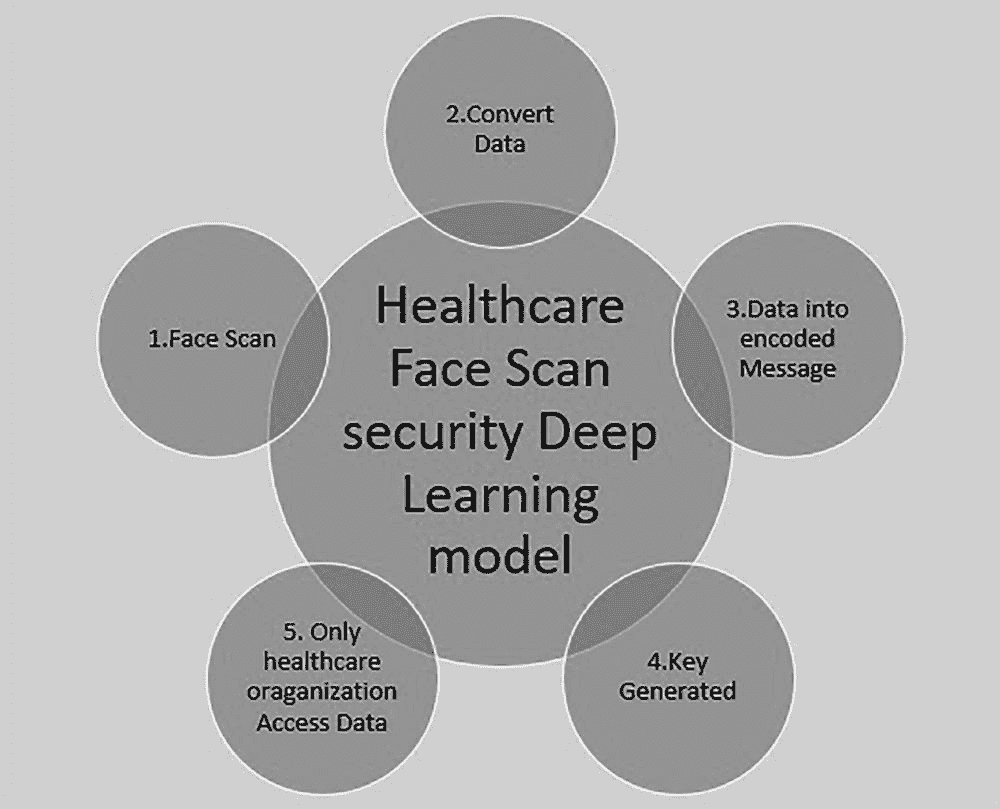 2.Convert
Data
1.Face Scan
Healthcare
Face Scan
security Deep
Learning
model
3.Data into
encoded
Message
5. Only
healthcare
oraganization
Access Data
4.Key
Generated